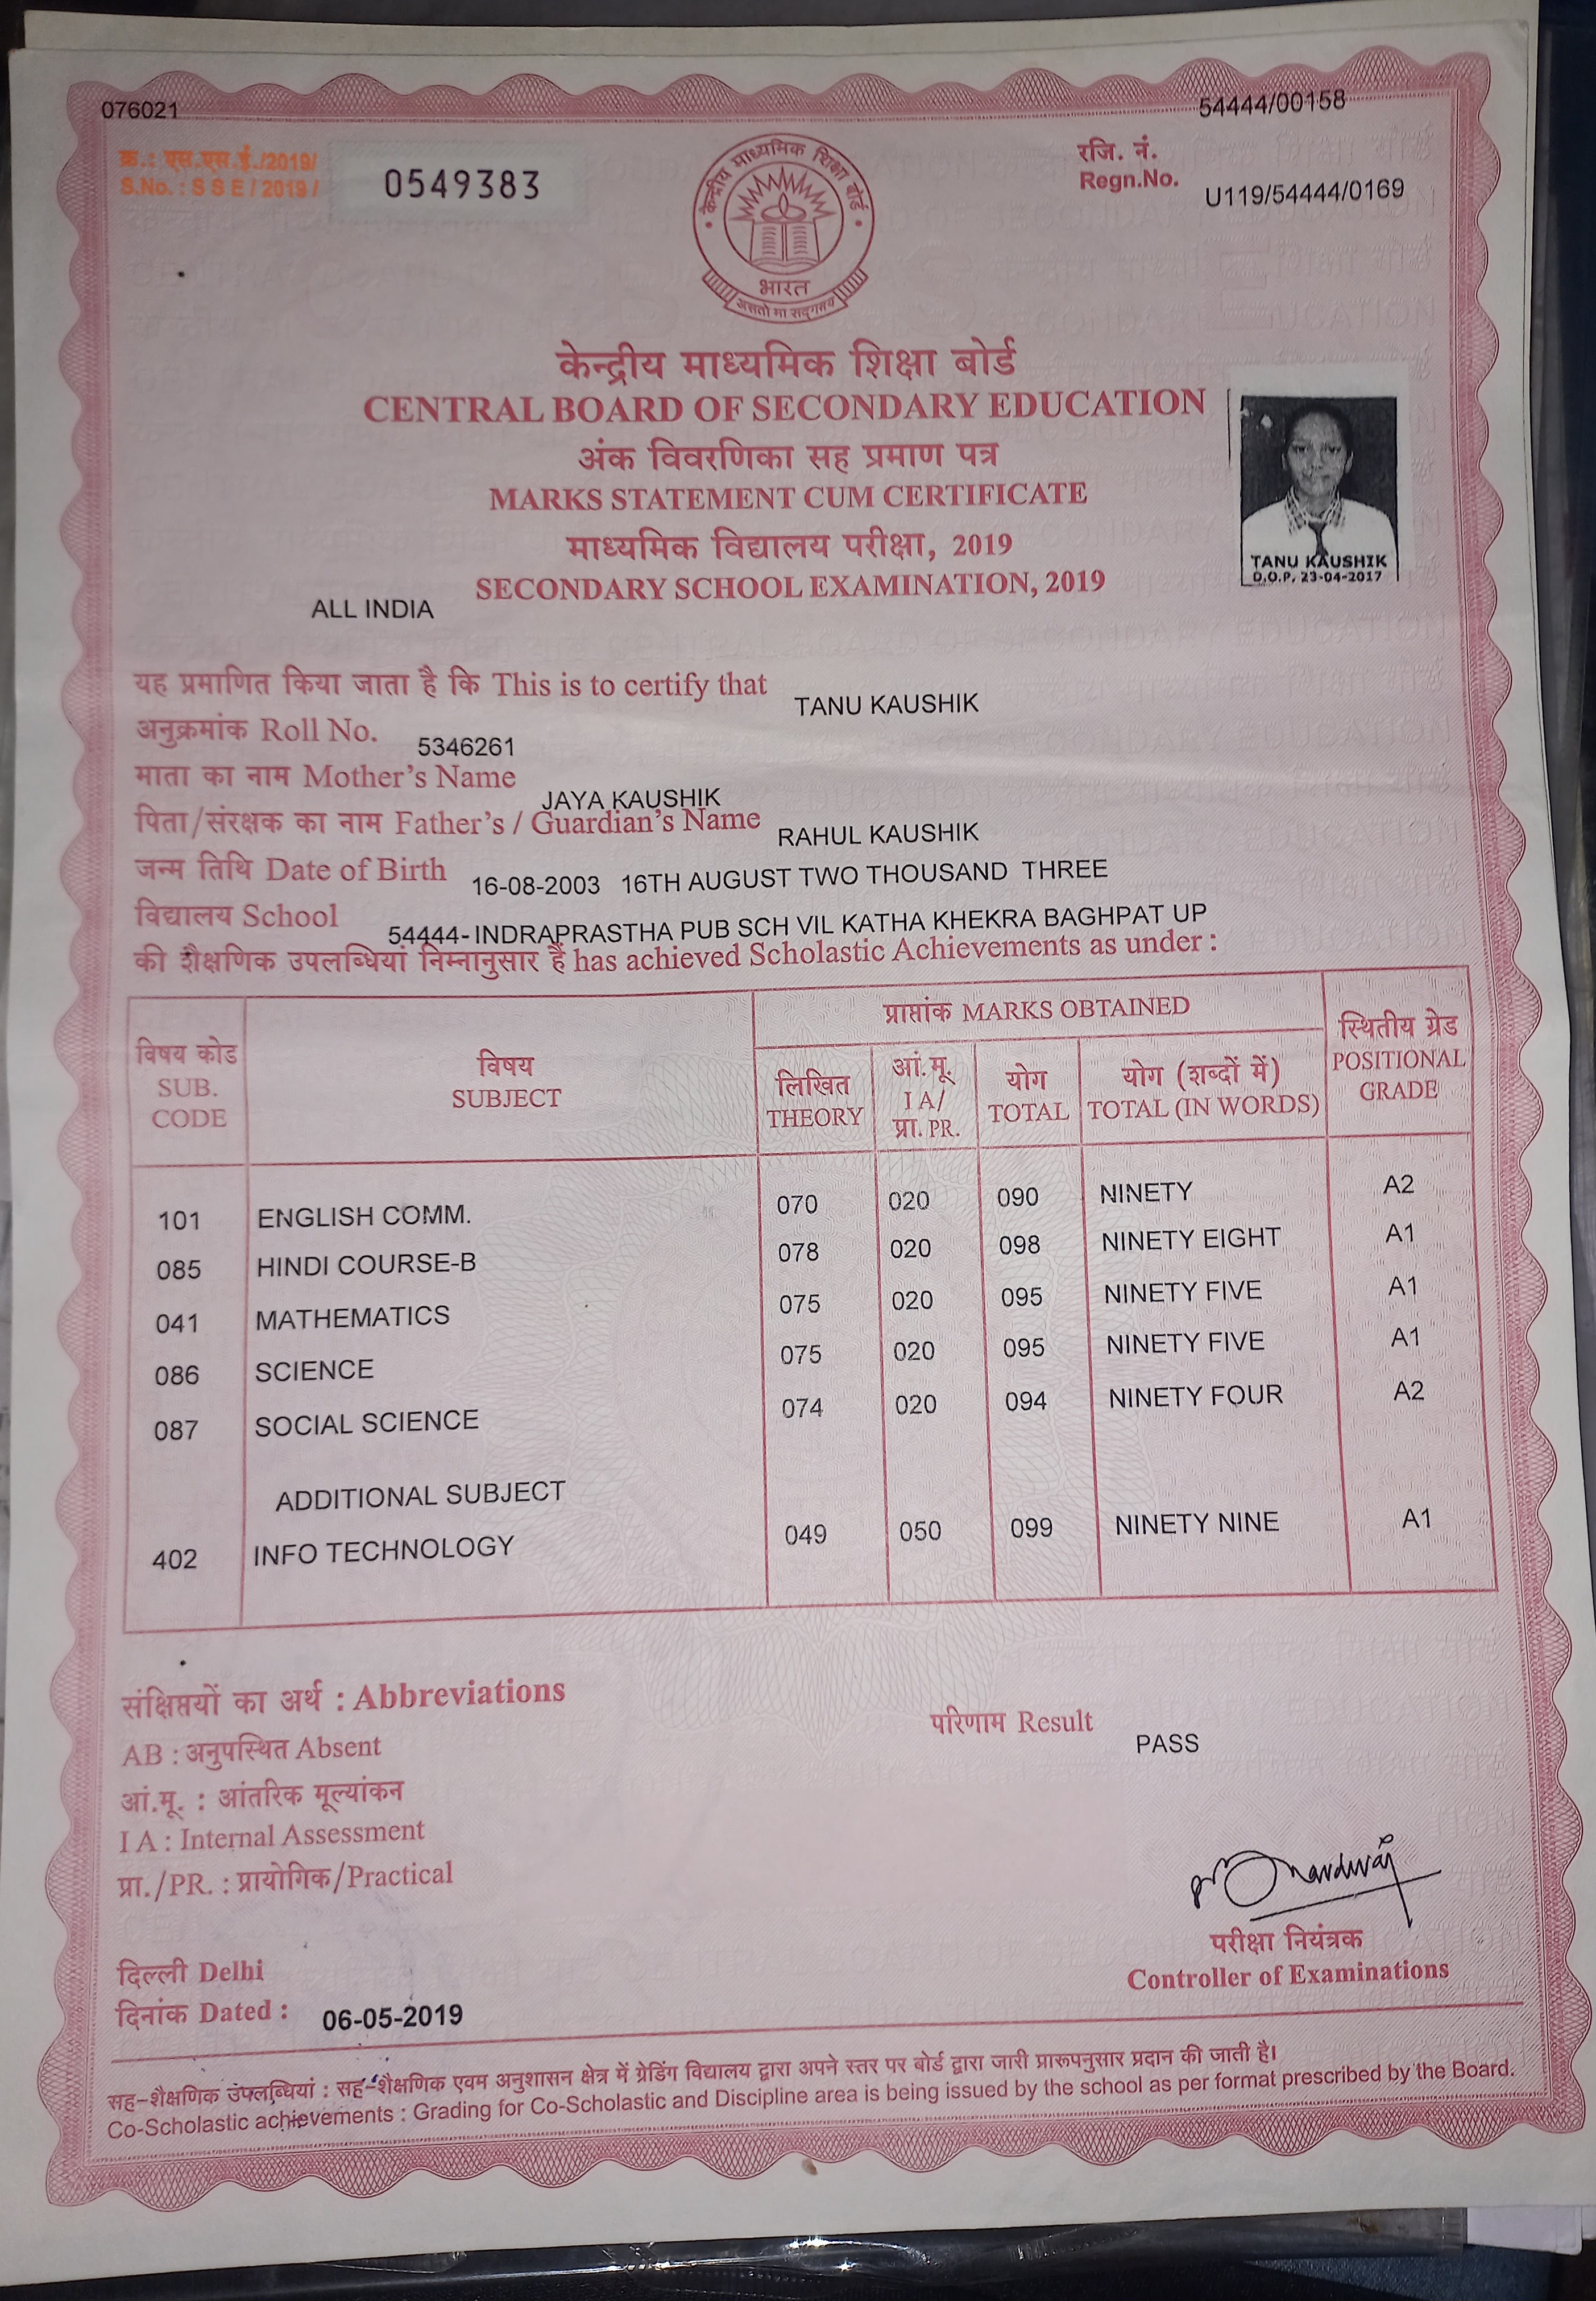 076021
54444/00158
क्र.: एस.एस.ई./2019/
S.No. : S S E / 2019 /
0549383
रजि. नं.
Regn.No.
U119/54444/0169
केन्द्रीय माध्यमिक शिक्षा बोर्ड
भारत
असतो मा सद्गमय
केन्द्रीय माध्यमिक शिक्षा बोर्ड
CENTRAL BOARD OF SECONDARY EDUCATION
अंक विवरणिका सह प्रमाण पत्र
MARKS STATEMENT CUM CERTIFICATE
माध्यमिक विद्यालय परीक्षा, 2019
SECONDARY SCHOOL EXAMINATION, 2019
ALL INDIA
TANU KAUSHIK
D.O.P. 23-04-2017
यह प्रमाणित किया जाता है कि This is to certify that TANU KAUSHIK
अनुक्रमांक Roll No. 5346261
माता का नाम Mother's Name JAYA KAUSHIK
पिता/संरक्षक का नाम Father's / Guardian's Name RAHUL KAUSHIK
जन्म तिथि Date of Birth 16-08-2003 16TH AUGUST TWO THOUSAND THREE
विद्यालय School 54444- INDRAPRASTHA PUB SCH VIL KATHA KHEKRA BAGHPAT UP
की शैक्षणिक उपलब्धियां निम्नानुसार हैं has achieved Scholastic Achievements as under :
विषय कोड SUB. CODE
विषय SUBJECT
प्राप्तांक MARKS OBTAINED
लिखित THEORY
आं.मू. I A/ प्रा. PR.
योग TOTAL
योग (शब्दों में) TOTAL (IN WORDS)
स्थितीय ग्रेड POSITIONAL GRADE
101 ENGLISH COMM. 070 020 090 NINETY A2
085 HINDI COURSE-B 078 020 098 NINETY EIGHT A1
041 MATHEMATICS 075 020 095 NINETY FIVE A1
086 SCIENCE 075 020 095 NINETY FIVE A1
087 SOCIAL SCIENCE 074 020 094 NINETY FOUR A2
ADDITIONAL SUBJECT
402 INFO TECHNOLOGY 049 050 099 NINETY NINE A1
संक्षिप्तयों का अर्थ : Abbreviations
AB : अनुपस्थित Absent
आं.मू. : आंतरिक मूल्यांकन
I A : Internal Assessment
प्रा./PR. : प्रायोगिक/Practical
परिणाम Result PASS
परीक्षा नियंत्रक
Controller of Examinations
दिल्ली Delhi
दिनांक Dated : 06-05-2019
सह-शैक्षणिक उपलब्धियां : सह-शैक्षणिक एवम अनुशासन क्षेत्र में ग्रेडिंग विद्यालय द्वारा अपने स्तर पर बोर्ड द्वारा जारी प्रारूपनुसार प्रदान की जाती है।
Co-Scholastic achievements : Grading for Co-Scholastic and Discipline area is being issued by the school as per format prescribed by the Board.